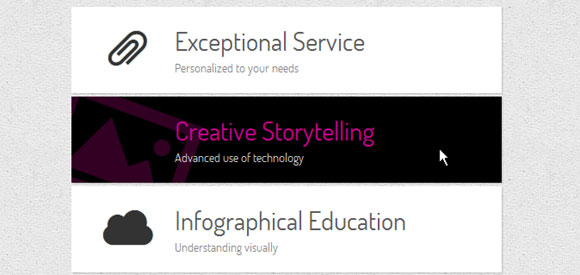 Exceptional Service
Personalized to your needs
Creative Storytelling
Advanced use of technology
Infographical Education
Understanding visually